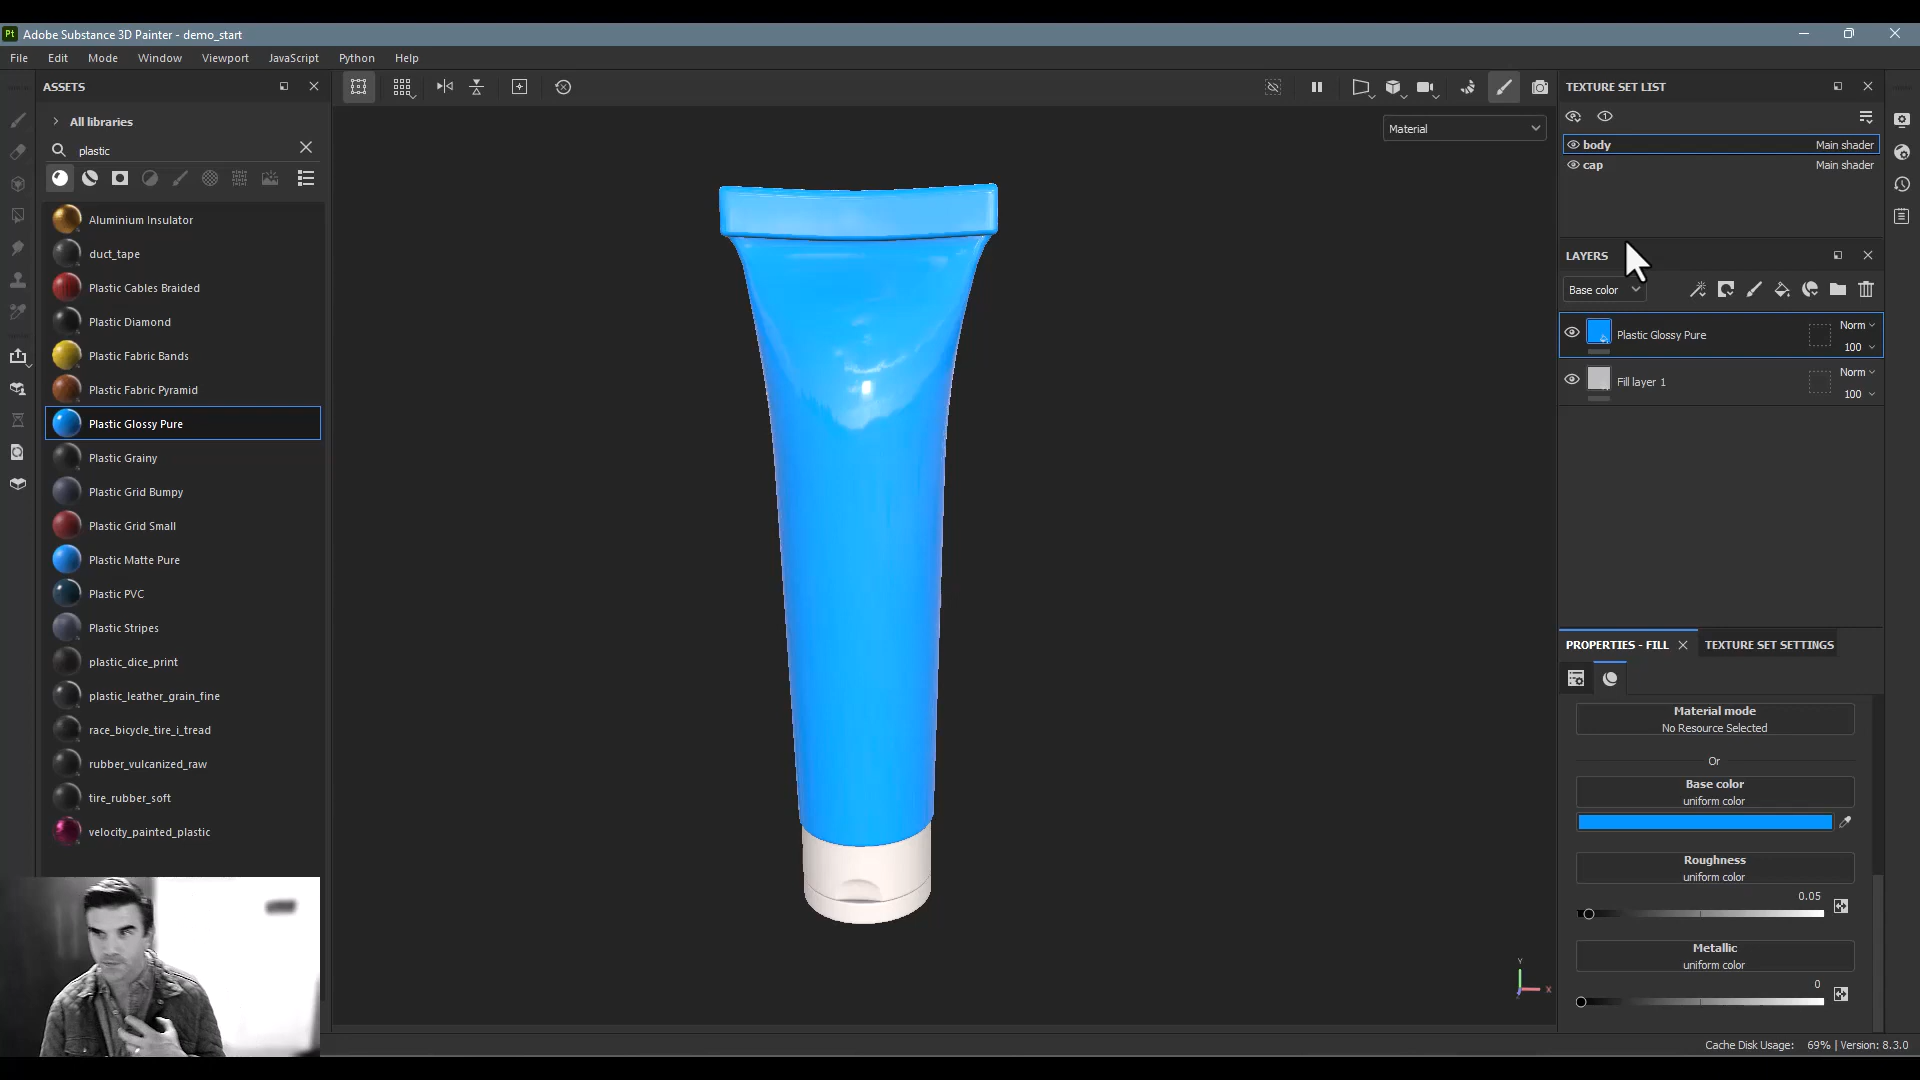 Pt Adobe Substance 3D Painter - demo_start
File Edit Mode Window Viewport JavaScript Python Help
ASSETS
All libraries
plastic
Aluminium Insulator
duct_tape
Plastic Cables Braided
Plastic Diamond
Plastic Fabric Bands
Plastic Fabric Pyramid
Plastic Glossy Pure
Plastic Grainy
Plastic Grid Bumpy
Plastic Grid Small
Plastic Matte Pure
Plastic PVC
Plastic Stripes
plastic_dice_print
plastic_leather_grain_fine
race_bicycle_tire_i_tread
rubber_vulcanized_raw
tire_rubber_soft
velocity_painted_plastic
Material
Y
X
TEXTURE SET LIST
body Main shader
cap Main shader
LAYERS
Base color
Plastic Glossy Pure Norm
100
Fill layer 1 Norm
100
PROPERTIES - FILL TEXTURE SET SETTINGS
Material mode
No Resource Selected
Or
Base color
uniform color
Roughness
uniform color
0.05
Metallic
uniform color
0
Cache Disk Usage: 69% | Version: 8.3.0